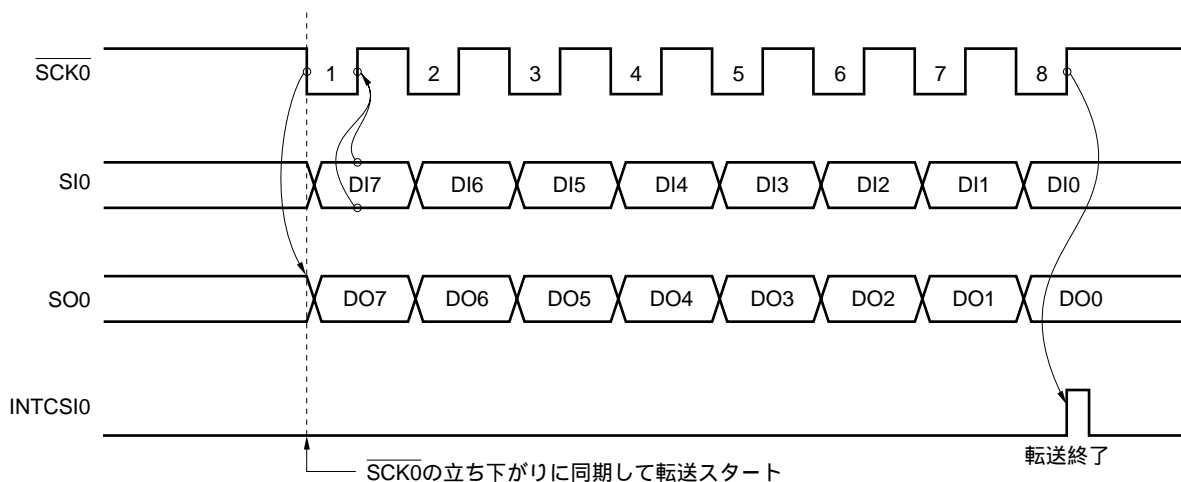 SCK0
1 2 3 4 5 6 7 8
SI0
DI7 DI6 DI5 DI4 DI3 DI2 DI1 DI0
SO0
DO7 DO6 DO5 DO4 DO3 DO2 DO1 DO0
INTCSI0
転送終了
SCK0の立ち下がりに同期して転送スタート